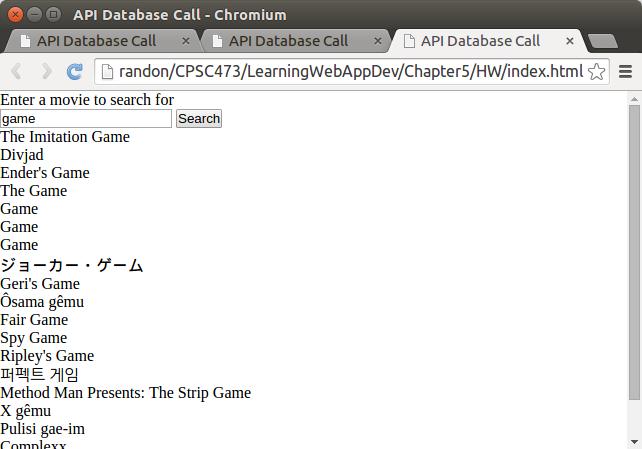 API Database Call - Chromium
API Database Call API Database Call API Database Call
randon/CPSC473/LearningWebAppDev/Chapter5/HW/index.html
Enter a movie to search for
game Search
The Imitation Game
Divjad
Ender's Game
The Game
Game
Game
Game
ジョーカー・ゲーム
Geri's Game
Ôsama gêmu
Fair Game
Spy Game
Ripley's Game
퍼펙트 게임
Method Man Presents: The Strip Game
X gêmu
Pulisi gae-im
Complexx